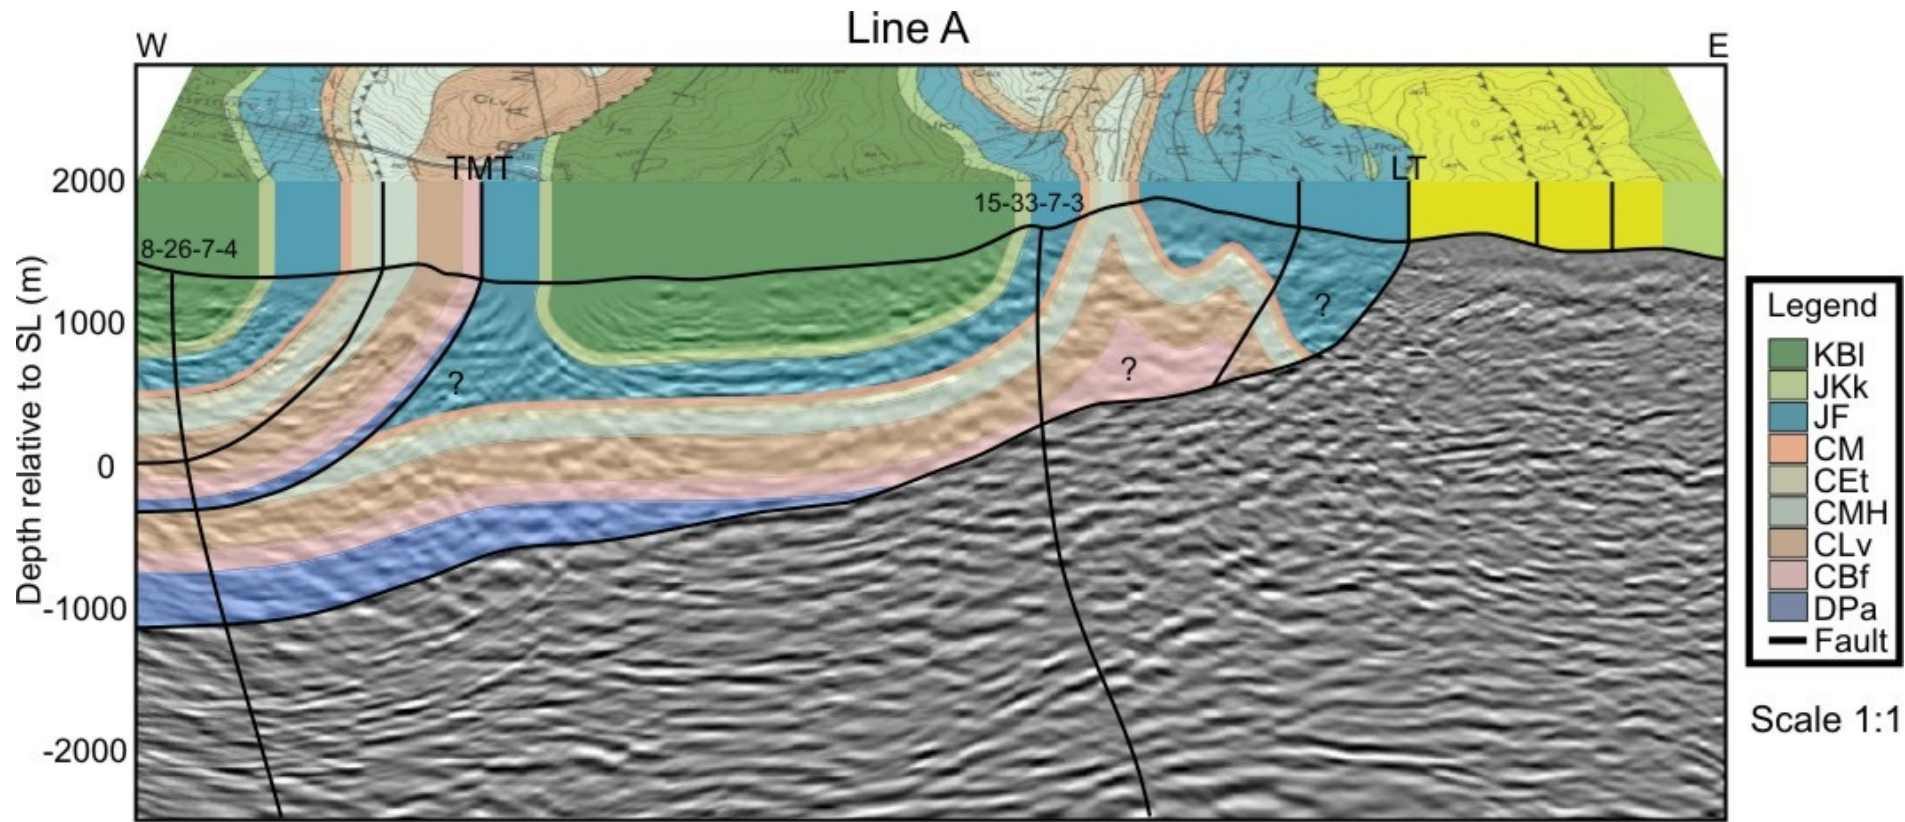 Line A
W
E
TMT
LT
2000
15-33-7-3
8-26-7-4
1000
0
-1000
-2000
Depth relative to SL (m)
?
?
?
Legend
KBl
JKk
JF
CM
CEt
CMH
CLv
CBf
DPa
Fault
Scale 1:1